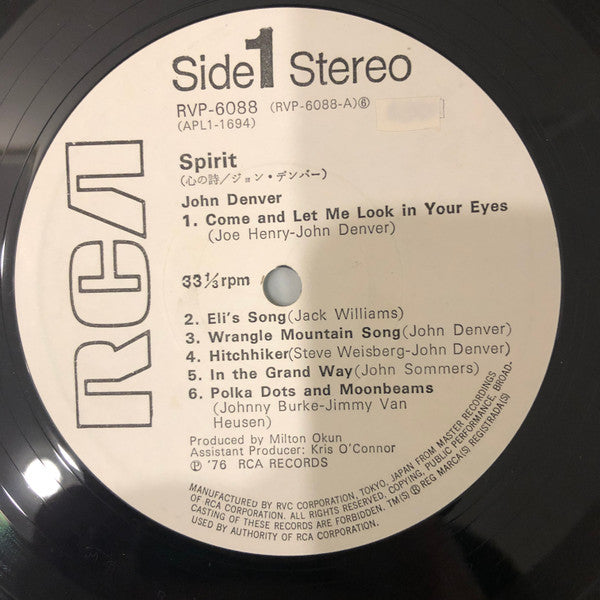 Side 1 Stereo
RVP-6088 (RVP-6088-A)⑥
(APL1-1694)
RCA
Spirit
(心の詩/ジョン・デンバー)
John Denver
1. Come and Let Me Look in Your Eyes
(Joe Henry-John Denver)
33⅓rpm
2. Eli's Song(Jack Williams)
3. Wrangle Mountain Song(John Denver)
4. Hitchhiker(Steve Weisberg-John Denver)
5. In the Grand Way(John Sommers)
6. Polka Dots and Moonbeams
(Johnny Burke-Jimmy Van
Heusen)
Produced by Milton Okun
Assistant Producer: Kris O'Connor
Ⓟ '76 RCA RECORDS
MANUFACTURED BY RVC CORPORATION, TOKYO, JAPAN FROM MASTER RECORDINGS
OF RCA CORPORATION. ALL RIGHTS RESERVED. COPYING, PUBLIC PERFORMANCE, BROAD-
CASTING OF THESE RECORDS ARE FORBIDDEN. TM(S) ® REG MARCA(S) REGISTRADA(S)
USED BY AUTHORITY OF RCA CORPORATION.